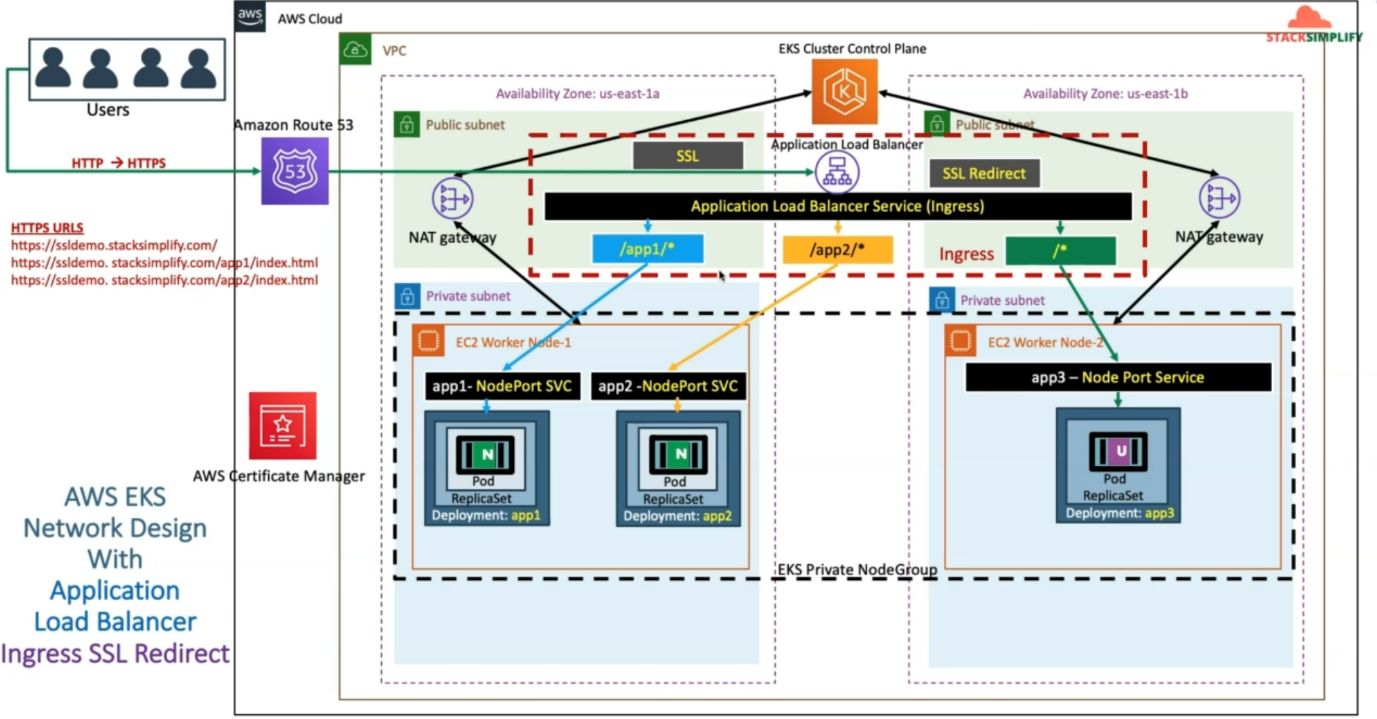 aws
AWS Cloud
STACKSIMPLIFY
VPC
EKS Cluster Control Plane
Users
Availability Zone: us-east-1a
Availability Zone: us-east-1b
Amazon Route 53
Public subnet
Public subnet
Application Load Balancer
HTTP → HTTPS
53
SSL
SSL Redirect
Application Load Balancer Service (Ingress)
NAT gateway
NAT gateway
HTTPS URLS
https://ssldemo.stacksimplify.com/
https://ssldemo. stacksimplify.com/app1/index.html
https://ssldemo. stacksimplify.com/app2/index.html
/app1/*
/app2/*
Ingress
/*
Private subnet
Private subnet
EC2 Worker Node-1
EC2 Worker Node-2
app1- NodePort SVC
app2 -NodePort SVC
app3 – Node Port Service
K
N
N
U
Pod
Pod
Pod
ReplicaSet
ReplicaSet
ReplicaSet
Deployment: app1
Deployment: app2
Deployment: app3
AWS Certificate Manager
EKS Private NodeGroup
AWS EKS
Network Design
With
Application
Load Balancer
Ingress SSL Redirect